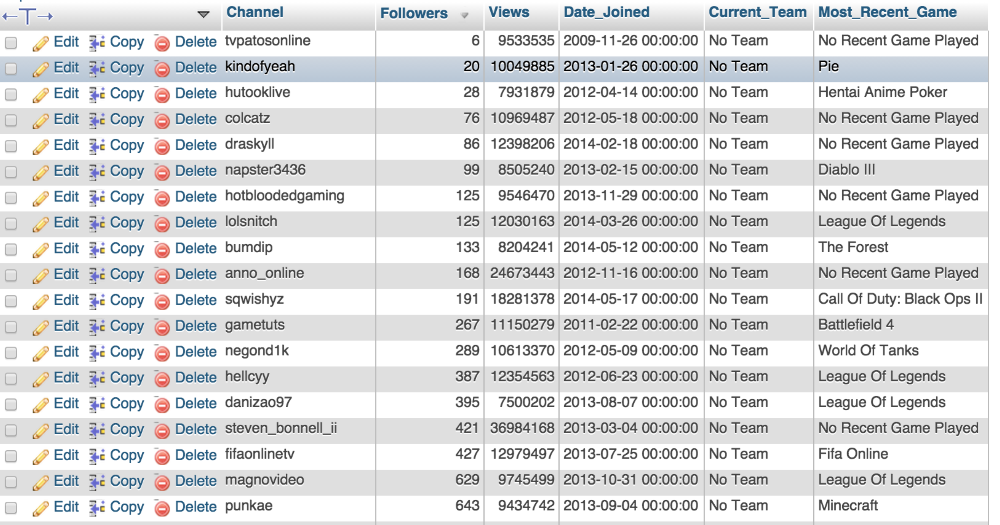 Channel Followers Views Date_Joined Current_Team Most_Recent_Game
Edit Copy Delete tvpatosonline 6 9533535 2009-11-26 00:00:00 No Team No Recent Game Played
Edit Copy Delete kindofyeah 20 10049885 2013-01-26 00:00:00 No Team Pie
Edit Copy Delete hutooklive 28 7931879 2012-04-14 00:00:00 No Team Hentai Anime Poker
Edit Copy Delete colcatz 76 10969487 2012-05-18 00:00:00 No Team No Recent Game Played
Edit Copy Delete draskyll 86 12398206 2014-02-18 00:00:00 No Team No Recent Game Played
Edit Copy Delete napster3436 99 8505240 2013-02-15 00:00:00 No Team Diablo III
Edit Copy Delete hotbloodedgaming 125 9546470 2013-11-29 00:00:00 No Team No Recent Game Played
Edit Copy Delete lolsnitch 125 12030163 2014-03-26 00:00:00 No Team League Of Legends
Edit Copy Delete bumdip 133 8204241 2014-05-12 00:00:00 No Team The Forest
Edit Copy Delete anno_online 168 24673443 2012-11-16 00:00:00 No Team No Recent Game Played
Edit Copy Delete sqwishyz 191 18281378 2014-05-17 00:00:00 No Team Call Of Duty: Black Ops II
Edit Copy Delete gametuts 267 11150279 2011-02-22 00:00:00 No Team Battlefield 4
Edit Copy Delete negond1k 289 10613370 2012-05-09 00:00:00 No Team World Of Tanks
Edit Copy Delete hellcyy 387 12354563 2012-06-23 00:00:00 No Team League Of Legends
Edit Copy Delete danizao97 395 7500202 2013-08-07 00:00:00 No Team League Of Legends
Edit Copy Delete steven_bonnell_ii 421 36984168 2013-03-04 00:00:00 No Team No Recent Game Played
Edit Copy Delete fifaonlinetv 427 12979497 2013-07-25 00:00:00 No Team Fifa Online
Edit Copy Delete magnovideo 629 9745499 2013-10-31 00:00:00 No Team League Of Legends
Edit Copy Delete punkae 643 9434742 2013-09-04 00:00:00 No Team Minecraft